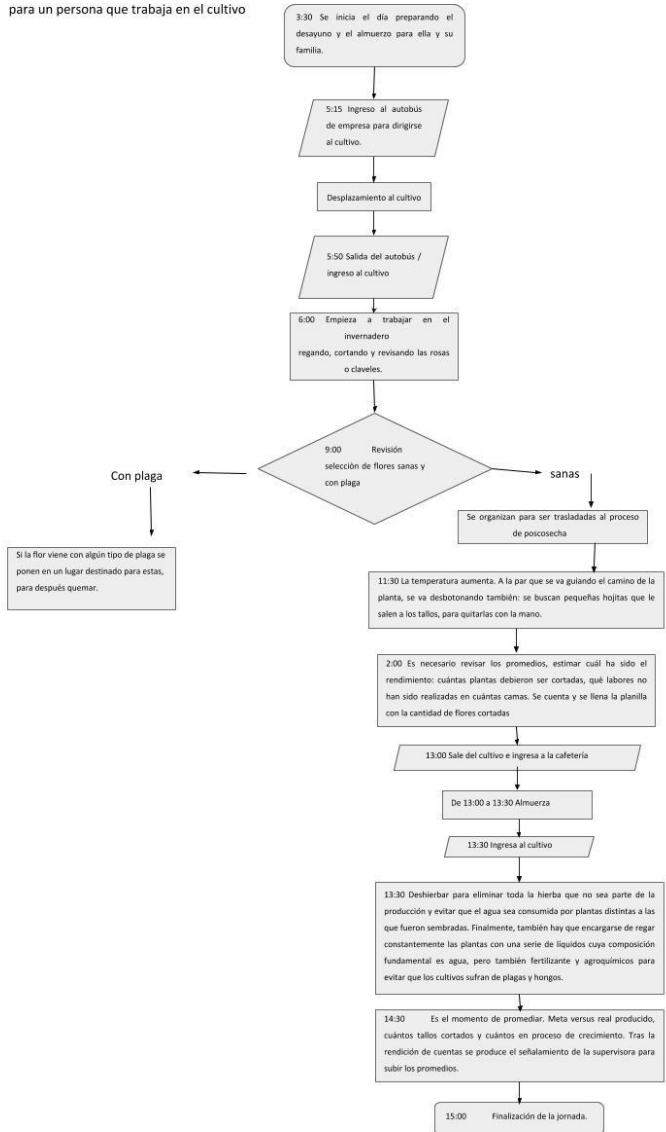 para un persona que trabaja en el cultivo
3:30 Se inicia el día preparando el
desayuno y el almuerzo para ella y su
familia.
5:15 Ingreso al autobús
de empresa para dirigirse
al cultivo.
Desplazamiento al cultivo
5:50 Salida del autobús /
ingreso al cultivo
6:00 Empieza a trabajar en el
invernadero
regando, cortando y revisando las rosas
o claveles.
9:00 Revisión
selección de flores sanas y
con plaga
Con plaga
Si la flor viene con algún tipo de plaga se
ponen en un lugar destinado para estas,
para después quemar.
sanas
Se organizan para ser trasladadas al proceso
de poscosecha
11:30 La temperatura aumenta. A la par que se va guiando el camino de la
planta, se va desbotonando también: se buscan pequeñas hojitas que le
salen a los tallos, para quitarlas con la mano.
2:00 Es necesario revisar los promedios, estimar cuál ha sido el
rendimiento: cuántas plantas debieron ser cortadas, qué labores no
han sido realizadas en cuántas camas. Se cuenta y se llena la planilla
con la cantidad de flores cortadas
13:00 Sale del cultivo e ingresa a la cafetería
De 13:00 a 13:30 Almuerza
13:30 Ingresa al cultivo
13:30 Deshierbar para eliminar toda la hierba que no sea parte de la
producción y evitar que el agua sea consumida por plantas distintas a las
que fueron sembradas. Finalmente, también hay que encargarse de regar
constantemente las plantas con una serie de líquidos cuya composición
fundamental es agua, pero también fertilizante y agroquímicos para
evitar que los cultivos sufran de plagas y hongos.
14:30 Es el momento de promediar. Meta versus real producido,
cuántos tallos cortados y cuántos en proceso de crecimiento. Tras la
rendición de cuentas se produce el señalamiento de la supervisora para
subir los promedios.
15:00 Finalización de la jornada.